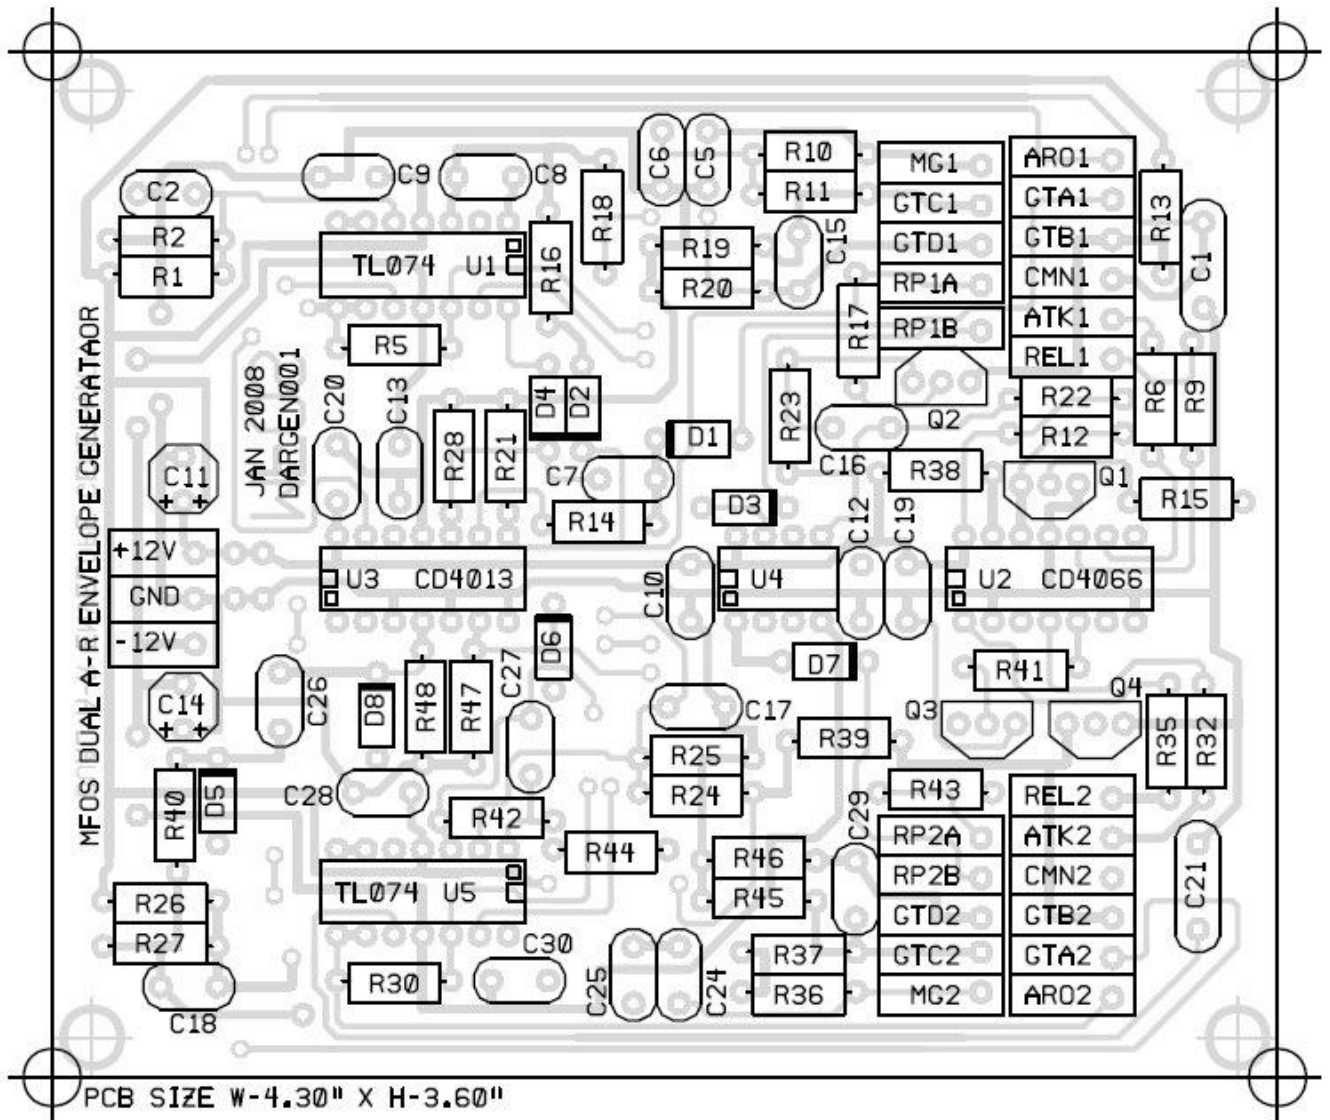 C6
C5
R10
MG1
ARO1
C2
C9
C8
R18
R11
GTC1
GTA1
R13
C1
R2
TL074 U1
R16
R19
C15
GTD1
GTB1
R1
R20
RP1A
CMN1
R17
RP1B
ATK1
R5
REL1
MFOS DUAL A-R ENVELOPE GENERATAOR
JAN 2008
DARGEN001
C20
C13
D4
D2
R23
Q2
R22
R6
R9
R28
R21
D1
R12
C11
+ +
C7
C16
R38
Q1
R14
D3
C12
C19
R15
+12V
GND
-12V
U3 CD4013
C10
U4
U2 CD4066
D6
D7
R41
C14
+ +
C26
D8
R48
R47
C27
C17
Q3
Q4
R35
R32
R39
R25
R40
D5
C28
R24
R43
REL2
R42
C29
RP2A
ATK2
R44
R46
RP2B
CMN2
C21
TL074 U5
R45
GTD2
GTB2
R26
R27
C30
R37
GTC2
GTA2
R30
C25
C24
R36
MG2
ARO2
C18
PCB SIZE W-4.30" X H-3.60"